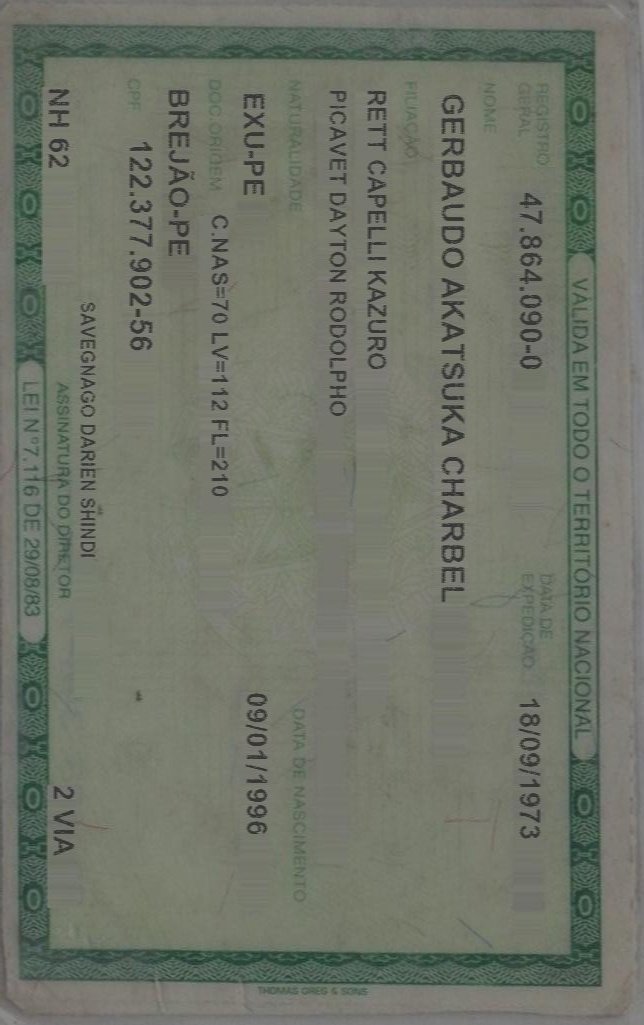 VÁLIDA EM TODO O TERRITÓRIO NACIONAL
REGISTRO GERAL 47.864.090-0 DATA DE EXPEDIÇÃO 18/09/1973
NOME
GERBAUDO AKATSUKA CHARBEL
FILIAÇÃO
RETT CAPELLI KAZURO
PICAVET DAYTON RODOLPHO
NATURALIDADE DATA DE NASCIMENTO
EXU-PE 09/01/1996
DOC.ORIGEM C.NAS=70 LV=112 FL=210
BREJÃO-PE
CPF 122.377.902-56
SAVEGNAGO DARIEN SHINDI
NH 62 ASSINATURA DO DIRETOR 2 VIA
LEI Nº 7.116 DE 29/08/83
THOMAS GREG & SONS